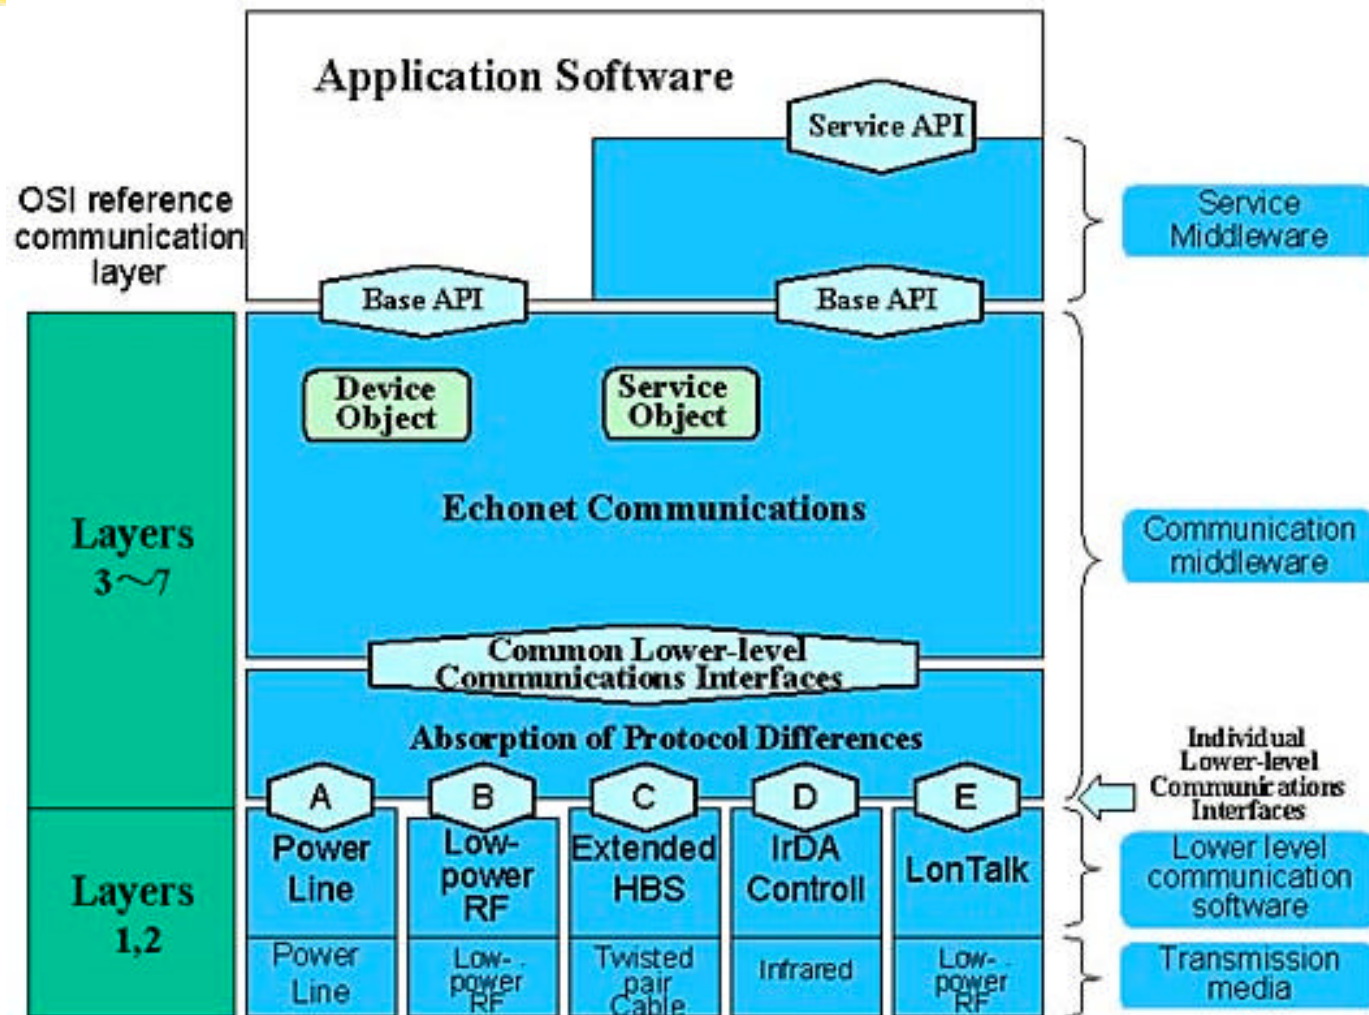 Application Software
Service API
OSI reference
communication
layer
Service
Middleware
Base API
Base API
Device
Object
Service
Object
Echonet Communications
Layers
3～7
Communication
middleware
Common Lower-level
Communications Interfaces
Absorption of Protocol Differences
Individual
Lower-level
Communications
Interfaces
A
B
C
D
E
Power
Line
Low-
power
RF
Extended
HBS
IrDA
Controll
LonTalk
Lower level
communication
software
Layers
1,2
Power
Line
Low-
power
RF
Twisted
pair
Cable
Infrared
Low-
power
RF
Transmission
media